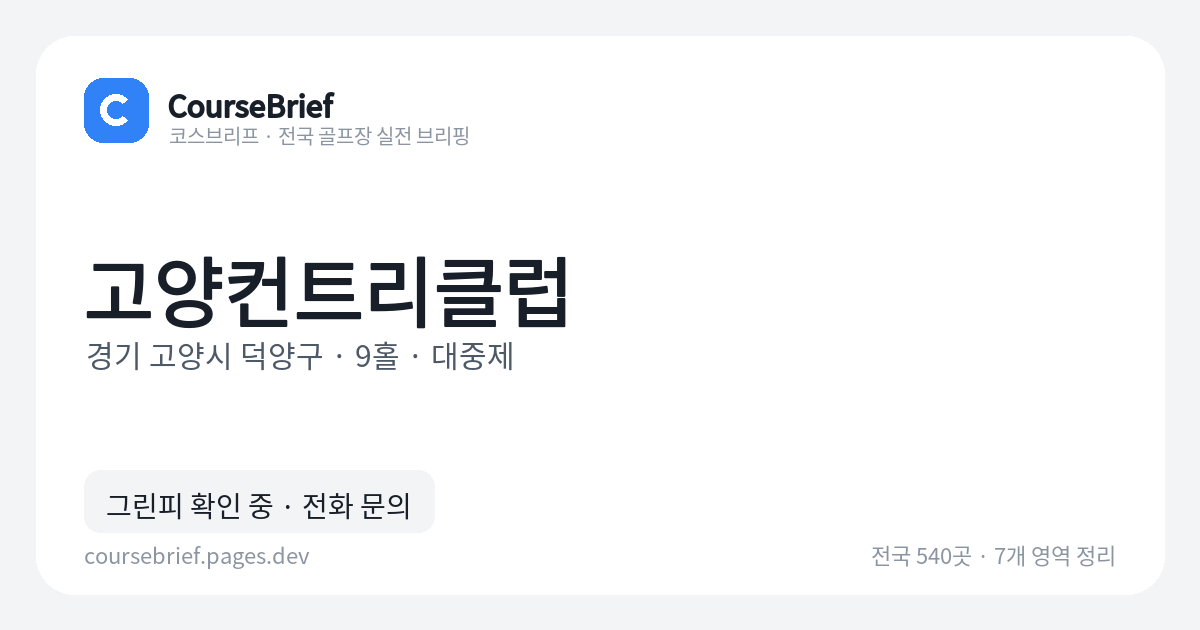 C
CourseBrief
코스브리프 · 전국 골프장 실전 브리핑
고양컨트리클럽
경기 고양시 덕양구 · 9홀 · 대중제
그린피 확인 중 · 전화 문의
coursebrief.pages.dev
전국 540곳 · 7개 영역 정리